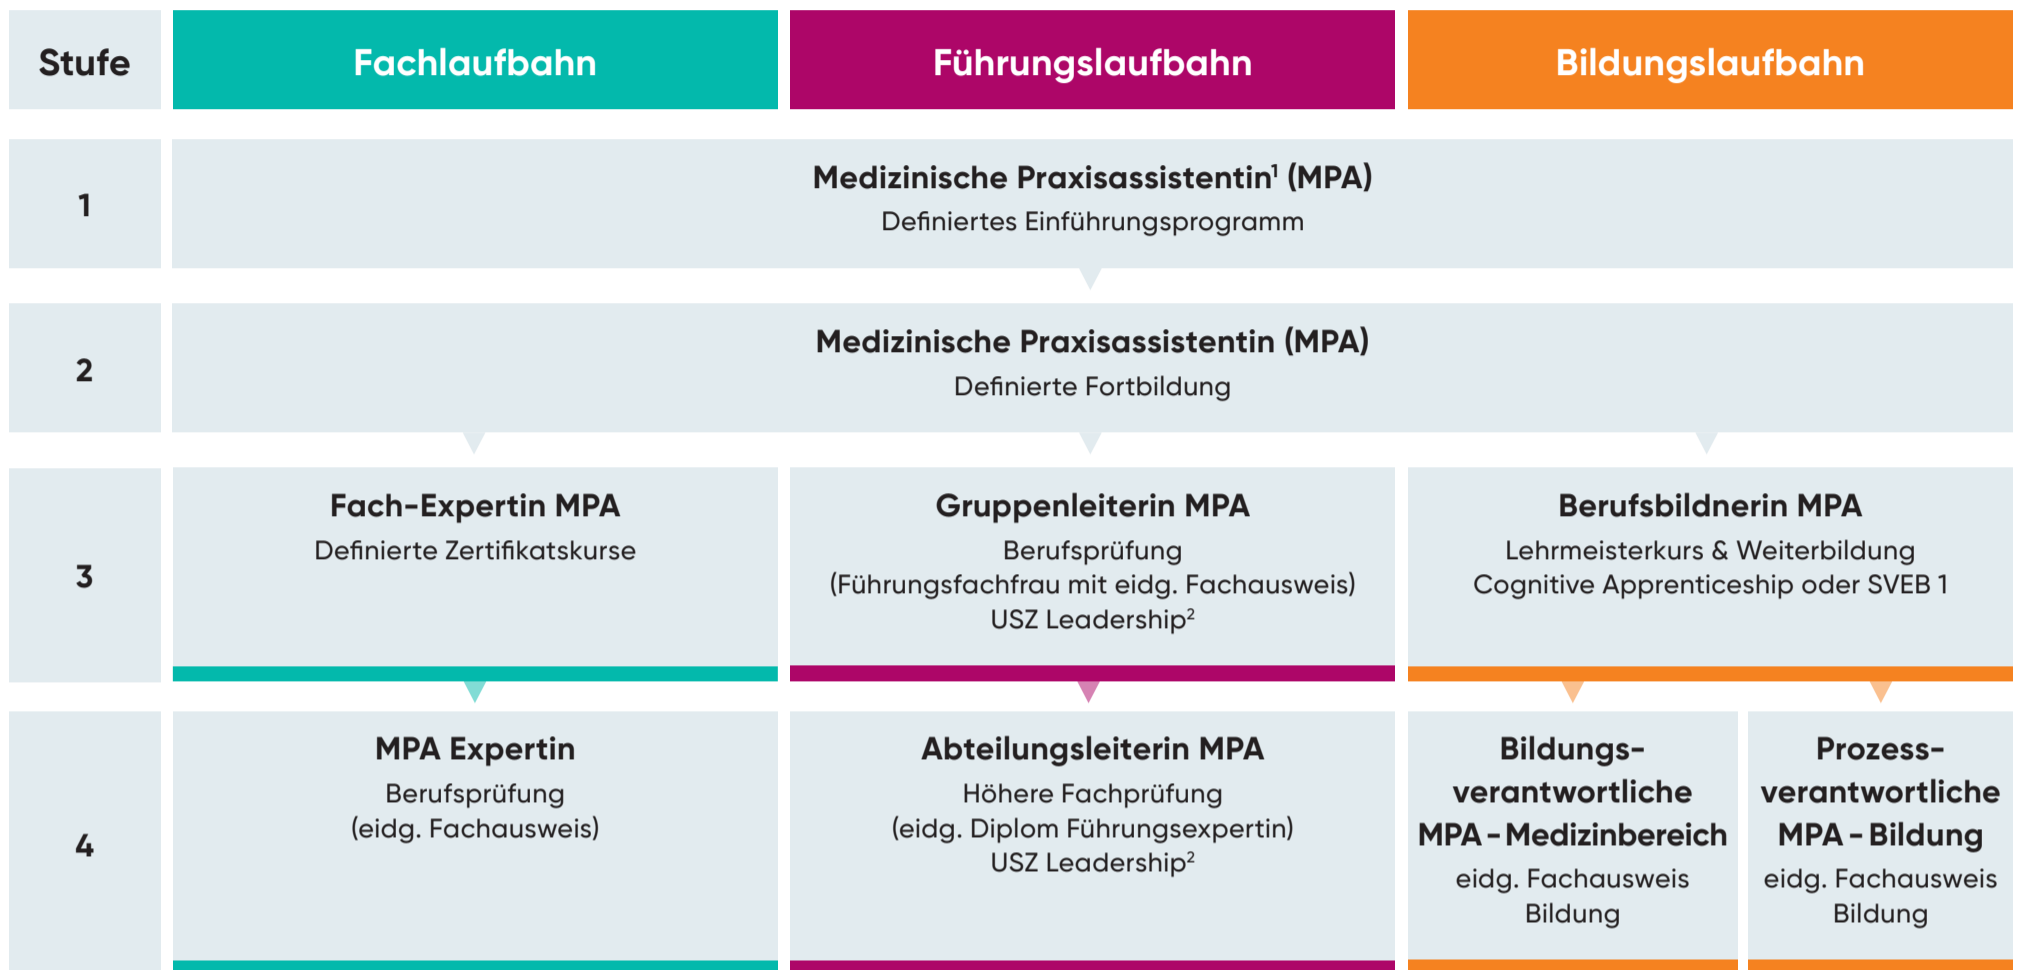 Stufe
Fachlaufbahn
Führungslaufbahn
Bildungslaufbahn
1
Medizinische Praxisassistentin¹ (MPA)
Definiertes Einführungsprogramm
2
Medizinische Praxisassistentin (MPA)
Definierte Fortbildung
3
Fach-Expertin MPA
Definierte Zertifikatskurse
Gruppenleiterin MPA
Berufsprüfung
(Führungsfachfrau mit eidg. Fachausweis)
USZ Leadership²
Berufsbildnerin MPA
Lehrmeisterkurs & Weiterbildung
Cognitive Apprenticeship oder SVEB 1
4
MPA Expertin
Berufsprüfung
(eidg. Fachausweis)
Abteilungsleiterin MPA
Höhere Fachprüfung
(eidg. Diplom Führungsexpertin)
USZ Leadership²
Bildungs-
verantwortliche
MPA – Medizinbereich
eidg. Fachausweis
Bildung
Prozess-
verantwortliche
MPA – Bildung
eidg. Fachausweis
Bildung